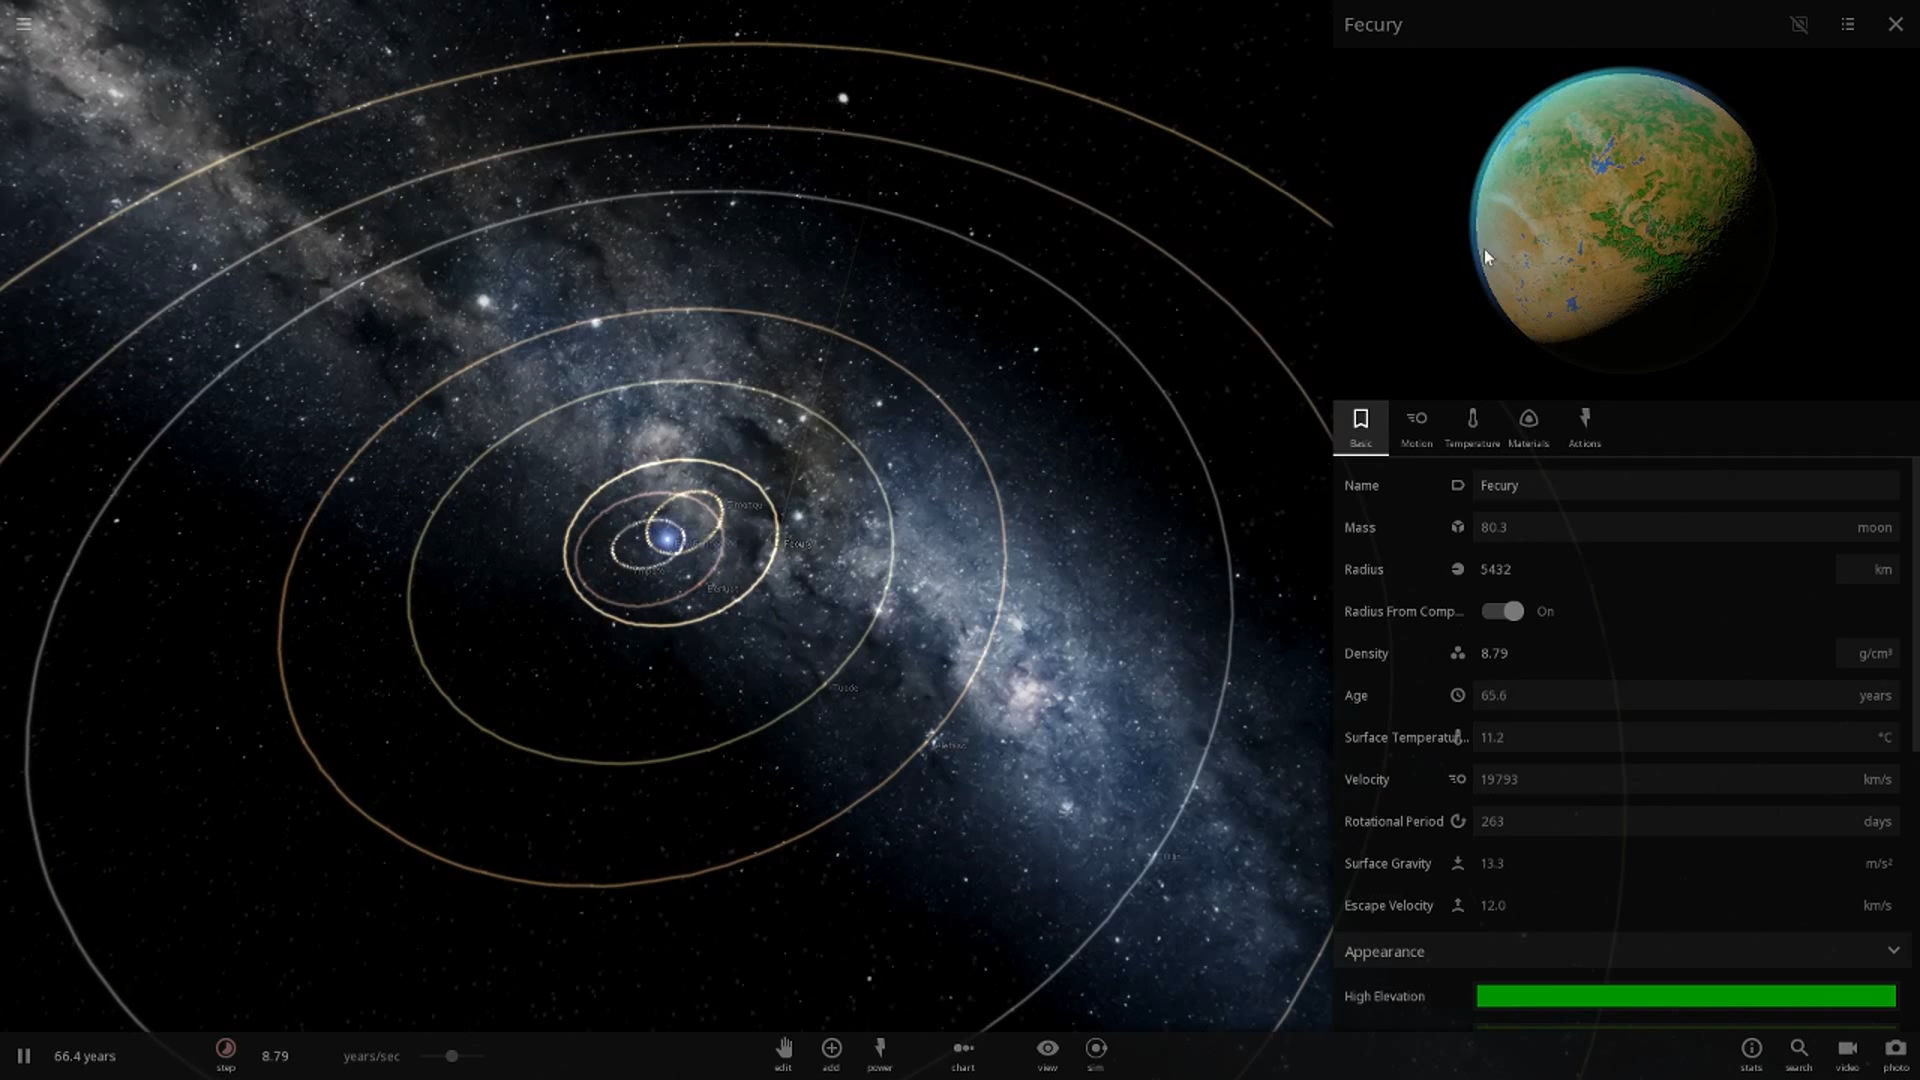 Fecury
Basic
Motion
Temperature
Materials
Actions
Name
Fecury
Mass
80.3
moon
Radius
5432
km
Radius From Comp...
On
Density
8.79
g/cm³
Age
65.6
years
Surface Temperatur...
11.2
°C
Velocity
19793
km/s
Rotational Period
263
days
Surface Gravity
13.3
m/s²
Escape Velocity
12.0
km/s
Appearance
High Elevation
Fecury
66.4 years
step
8.79
years/sec
edit
add
power
chart
view
sim
stats
search
video
photo